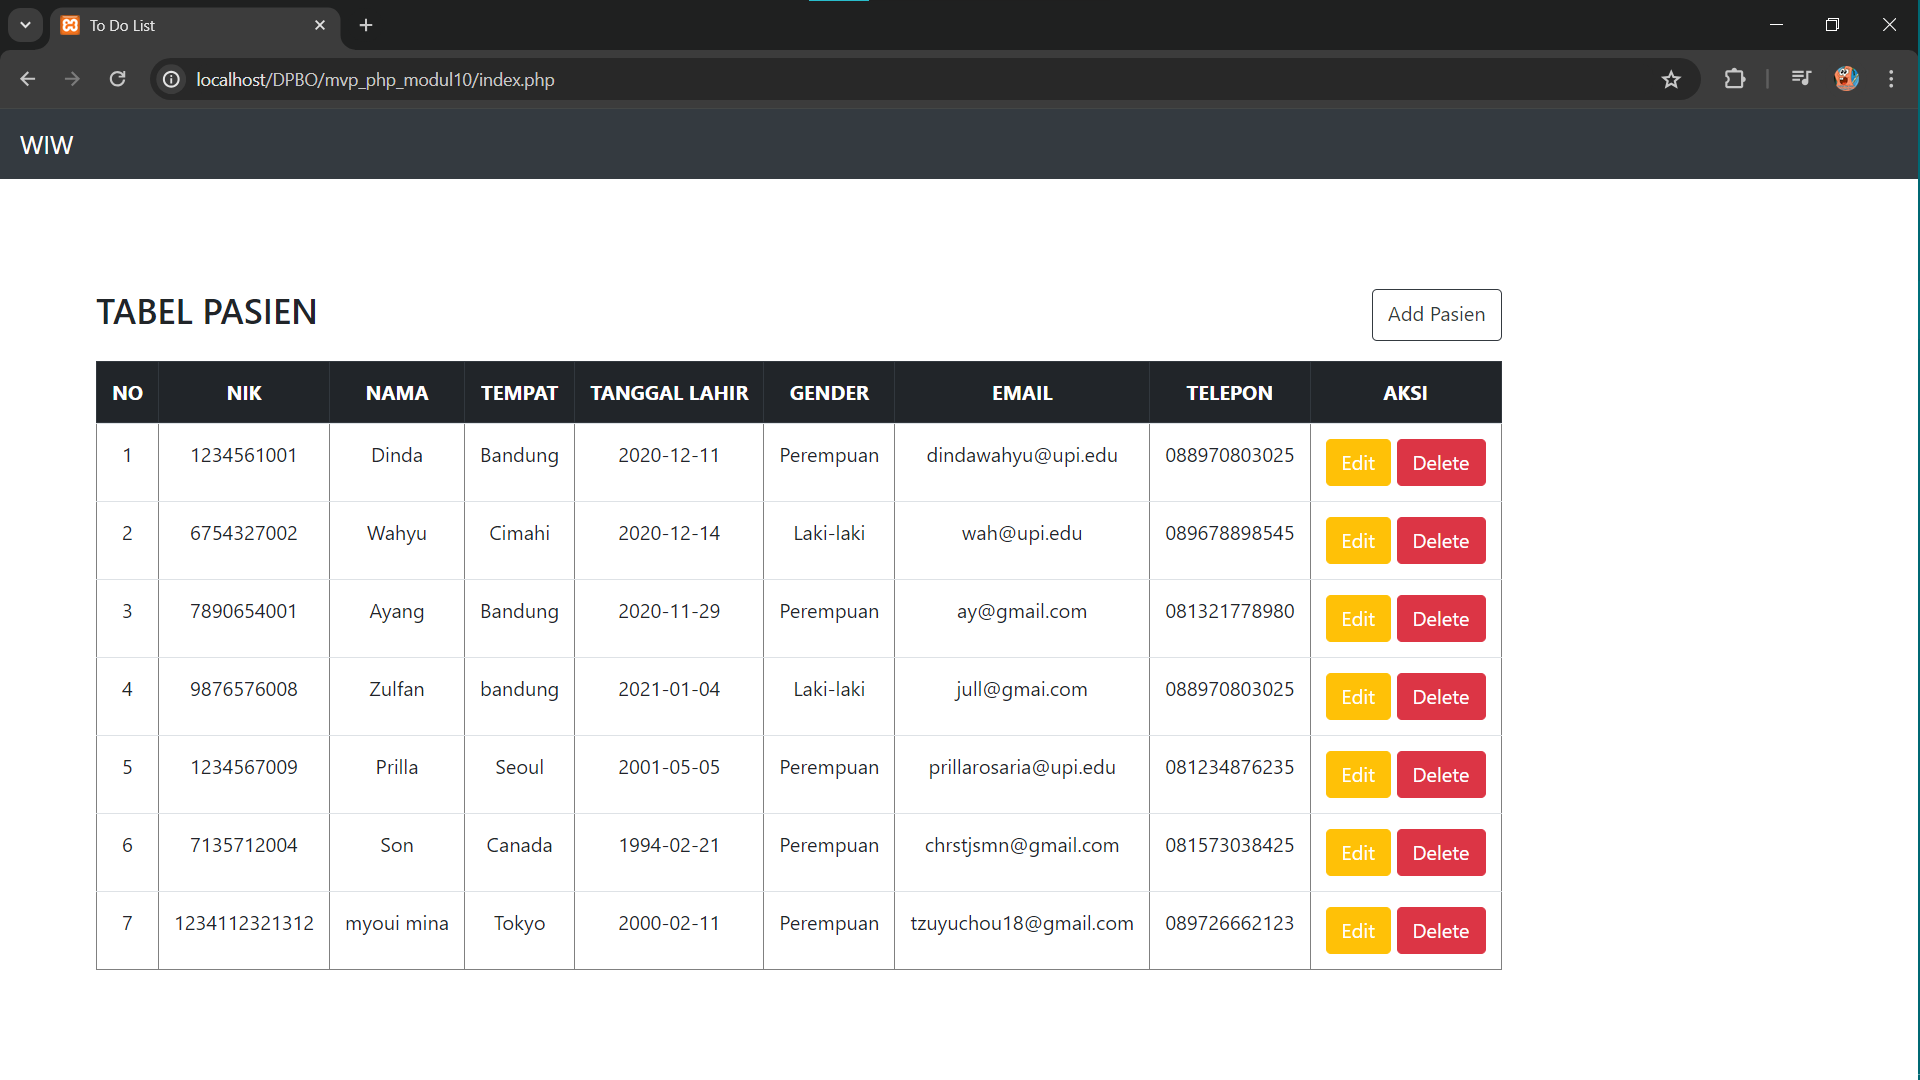 To Do List
localhost/DPBO/mvp_php_modul10/index.php
WIW
TABEL PASIEN
Add Pasien
NO NIK NAMA TEMPAT TANGGAL LAHIR GENDER EMAIL TELEPON AKSI
1 1234561001 Dinda Bandung 2020-12-11 Perempuan dindawahyu@upi.edu 088970803025 Edit Delete
2 6754327002 Wahyu Cimahi 2020-12-14 Laki-laki wah@upi.edu 089678898545 Edit Delete
3 7890654001 Ayang Bandung 2020-11-29 Perempuan ay@gmail.com 081321778980 Edit Delete
4 9876576008 Zulfan bandung 2021-01-04 Laki-laki jull@gmai.com 088970803025 Edit Delete
5 1234567009 Prilla Seoul 2001-05-05 Perempuan prillarosaria@upi.edu 081234876235 Edit Delete
6 7135712004 Son Canada 1994-02-21 Perempuan chrstjsmn@gmail.com 081573038425 Edit Delete
7 1234112321312 myoui mina Tokyo 2000-02-11 Perempuan tzuyuchou18@gmail.com 089726662123 Edit Delete